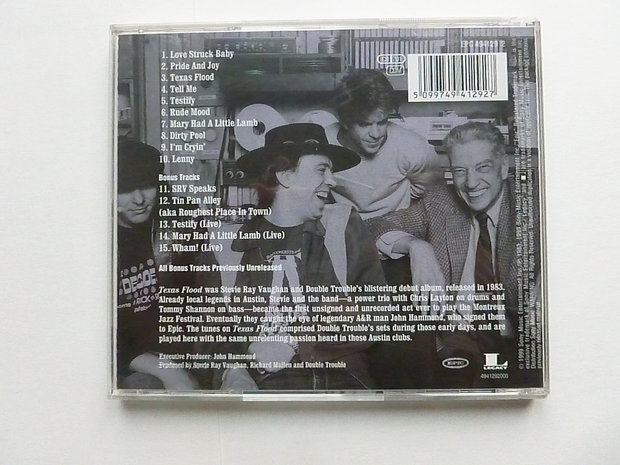 1. Love Struck Baby
2. Pride And Joy
3. Texas Flood
4. Tell Me
5. Testify
6. Rude Mood
7. Mary Had A Little Lamb
8. Dirty Pool
9. I'm Cryin'
10. Lenny
Bonus Tracks
11. SRV Speaks
12. Tin Pan Alley
(aka Roughest Place In Town)
13. Testify (Live)
14. Mary Had A Little Lamb (Live)
15. Wham! (Live)
All Bonus Tracks Previously Unreleased
Texas Flood was Stevie Ray Vaughan and Double Trouble's blistering debut album, released in 1983.
Already local legends in Austin, Stevie and the band—a power trio with Chris Layton on drums and
Tommy Shannon on bass—became the first unsigned and unrecorded act ever to play the Montreux
Jazz Festival. Eventually they caught the eye of legendary A&R man John Hammond, who signed them
to Epic. The tunes on Texas Flood comprised Double Trouble's sets during those early days, and are
played here with the same unrelenting passion heard in those Austin clubs.
Executive Producer: John Hammond
Produced by Stevie Ray Vaughan, Richard Mullen and Double Trouble
EPC 494129 2
5 099749 412927
EPIC
LEGACY
4941292000